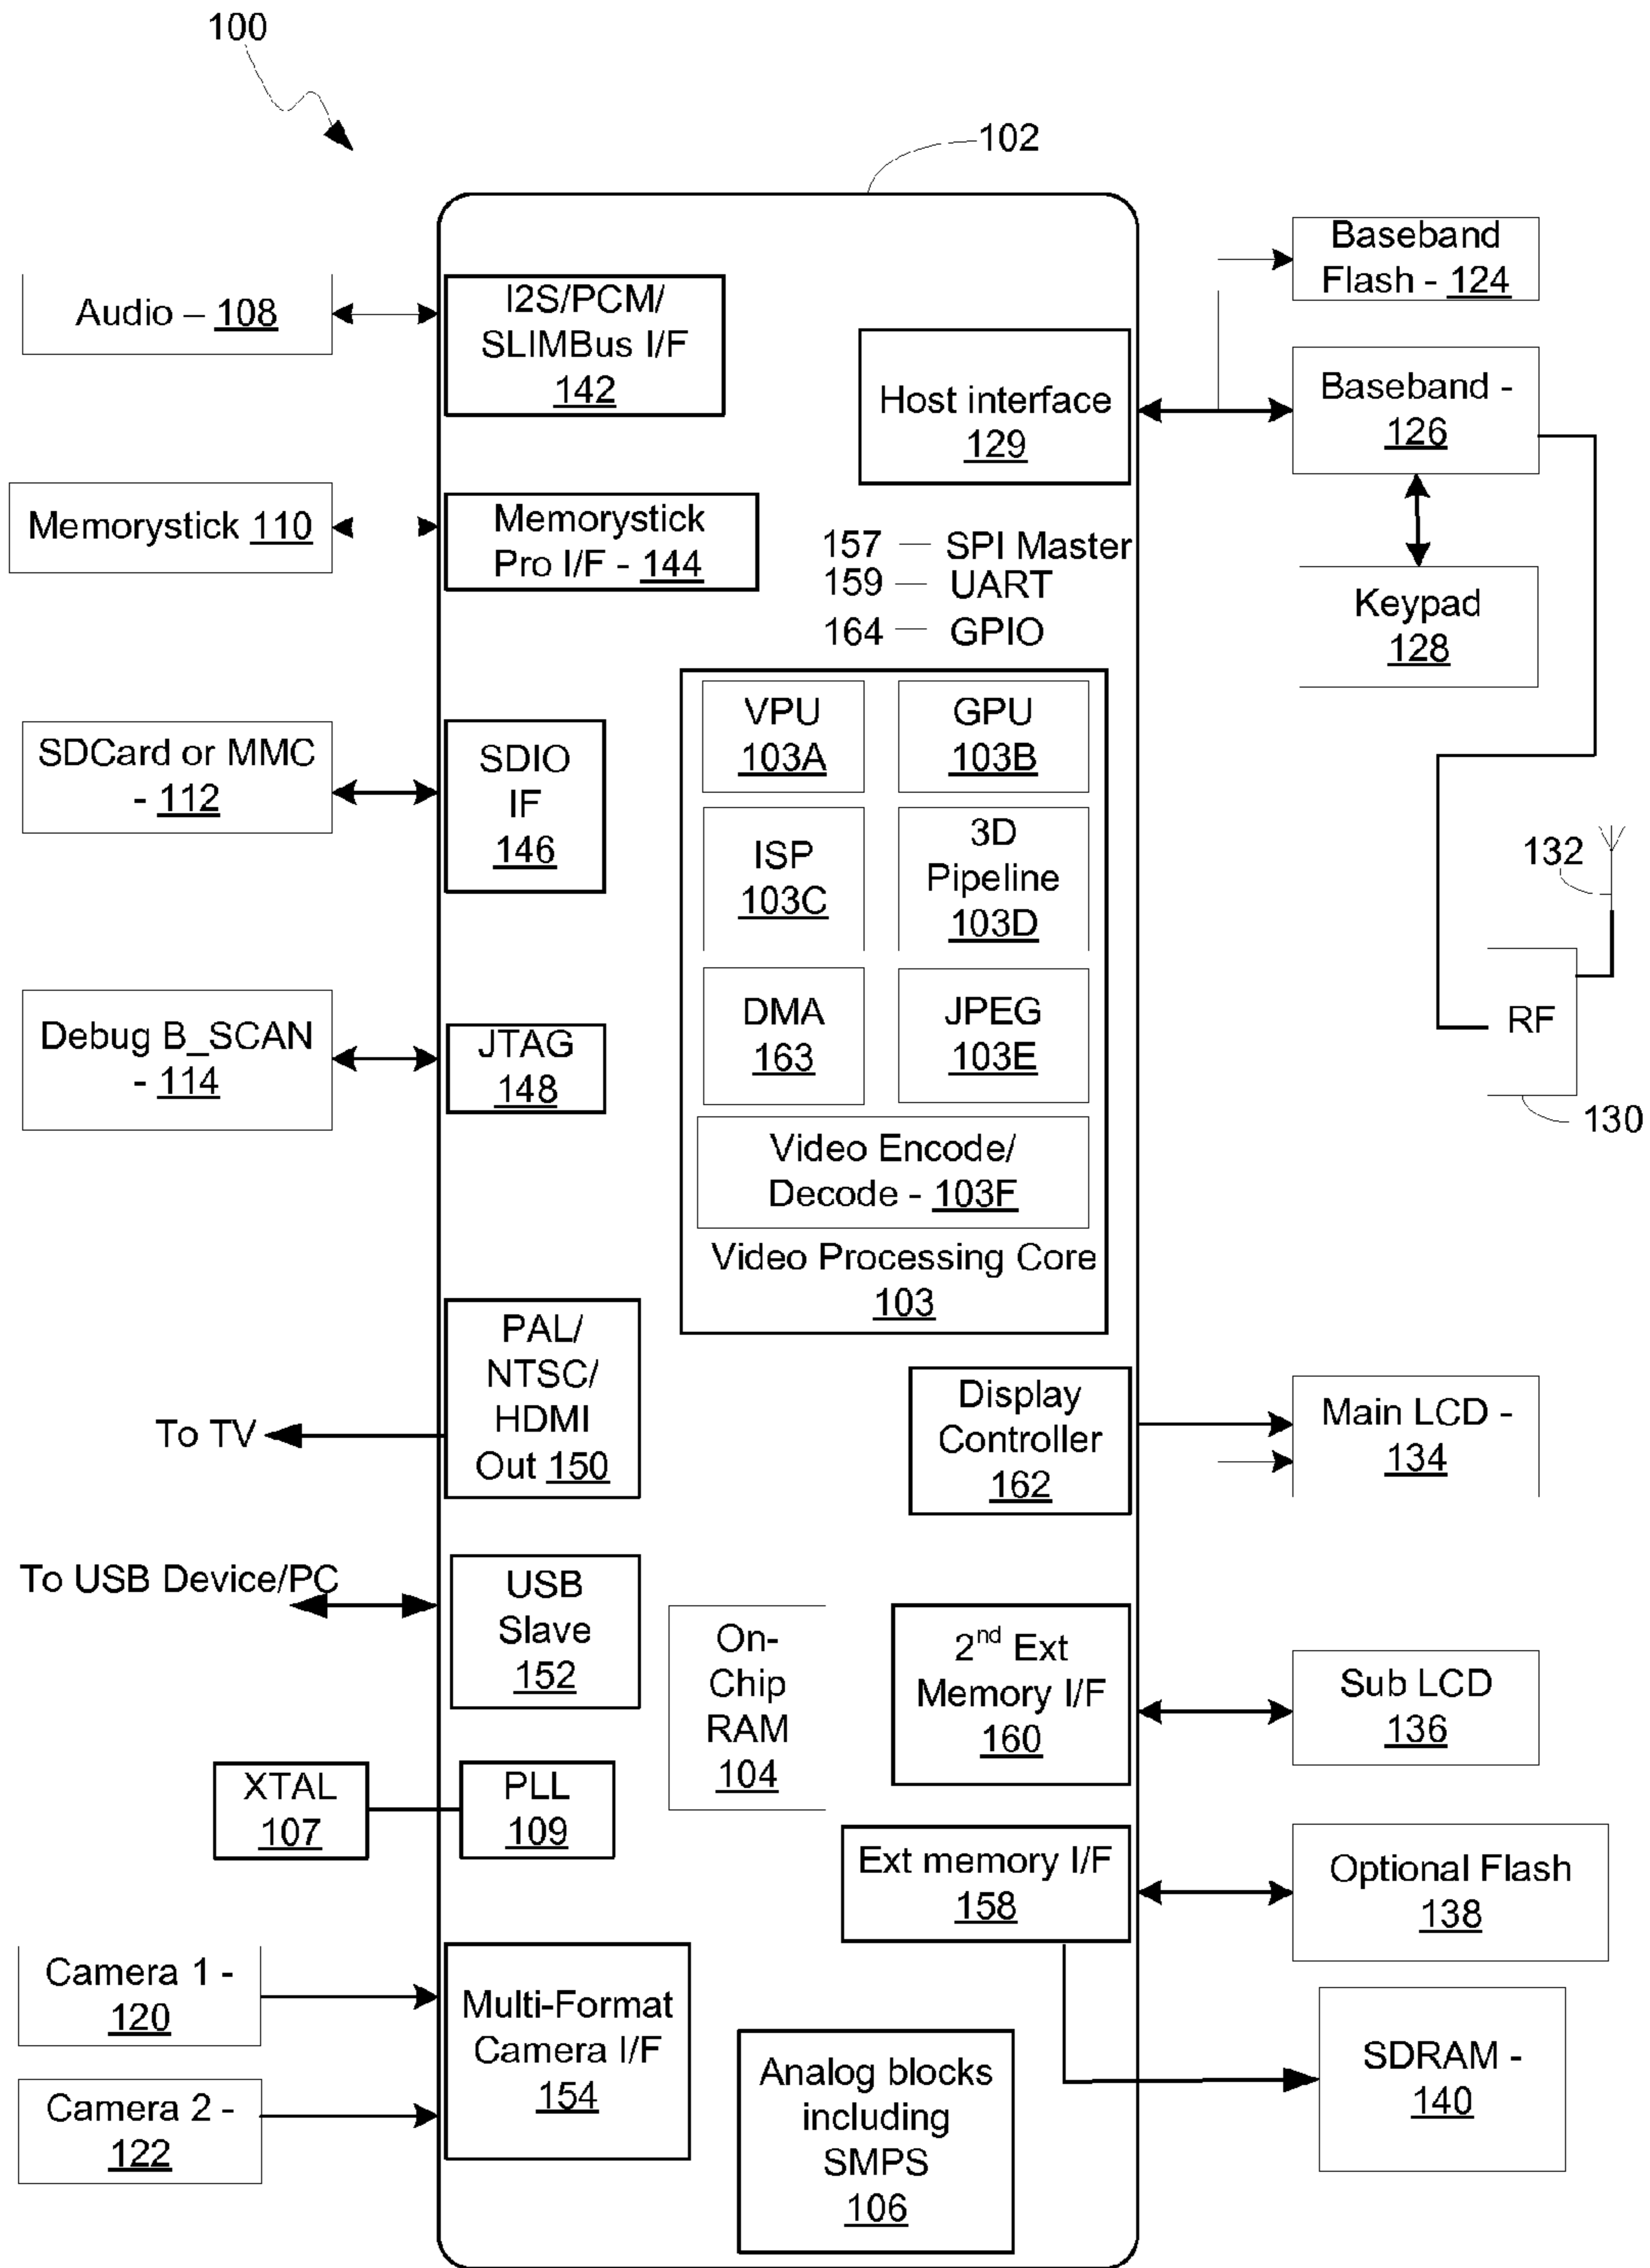 100
102
Audio – 108
I2S/PCM/
SLIMBus I/F
142
Baseband
Flash - 124
Host interface
129
Baseband -
126
Memorystick 110
Memorystick
Pro I/F - 144
157 — SPI Master
159 — UART
164 — GPIO
Keypad
128
SDCard or MMC
- 112
SDIO
IF
146
VPU
103A
GPU
103B
ISP
103C
3D
Pipeline
103D
132
Debug B_SCAN
- 114
JTAG
148
DMA
163
JPEG
103E
RF
130
Video Encode/
Decode - 103F
Video Processing Core
103
PAL/
NTSC/
HDMI
Out 150
To TV
Display
Controller
162
Main LCD -
134
To USB Device/PC
USB
Slave
152
On-
Chip
RAM
104
2nd Ext
Memory I/F
160
Sub LCD
136
XTAL
107
PLL
109
Ext memory I/F
158
Optional Flash
138
Camera 1 -
120
Multi-Format
Camera I/F
154
Camera 2 -
122
Analog blocks
including
SMPS
106
SDRAM -
140